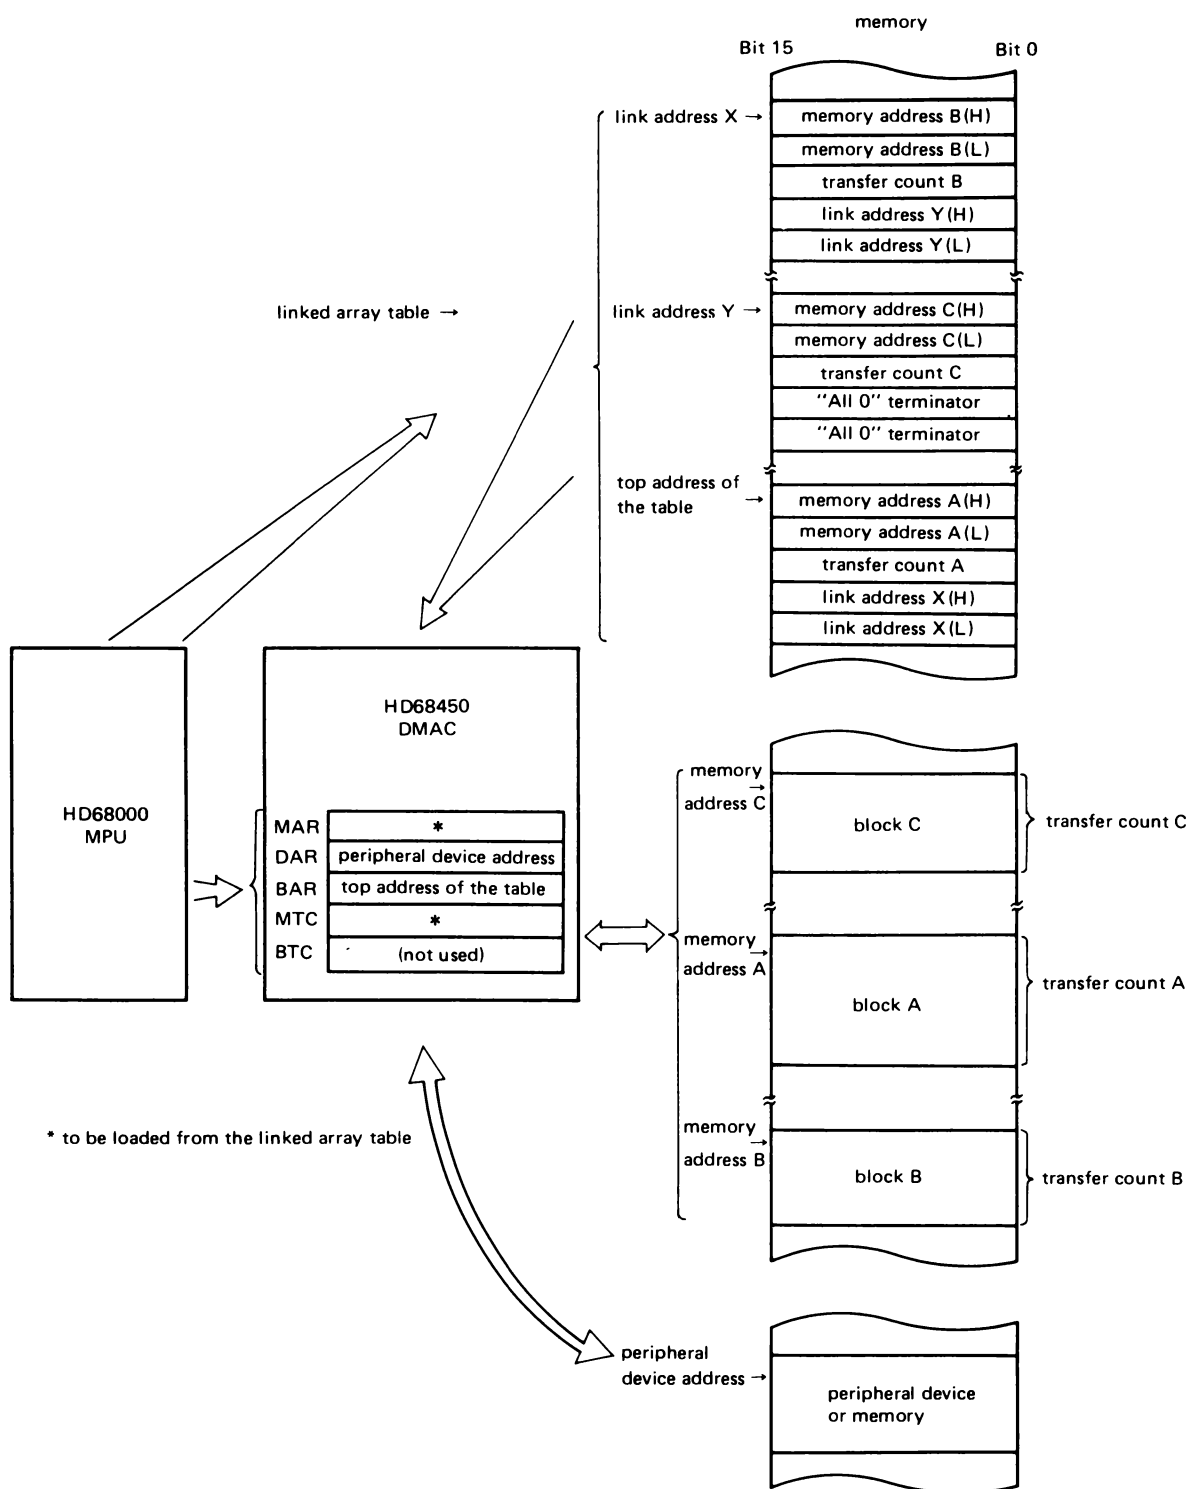 memory
Bit 15 Bit 0
link address X →
memory address B(H)
memory address B(L)
transfer count B
link address Y(H)
link address Y(L)
linked array table →
link address Y →
memory address C(H)
memory address C(L)
transfer count C
"All 0" terminator
"All 0" terminator
top address of
the table →
memory address A(H)
memory address A(L)
transfer count A
link address X(H)
link address X(L)
HD68000
MPU
HD68450
DMAC
MAR *
DAR peripheral device address
BAR top address of the table
MTC *
BTC (not used)
memory →
address C
block C
transfer count C
memory →
address A
block A
transfer count A
memory →
address B
block B
transfer count B
* to be loaded from the linked array table
peripheral
device address →
peripheral device
or memory